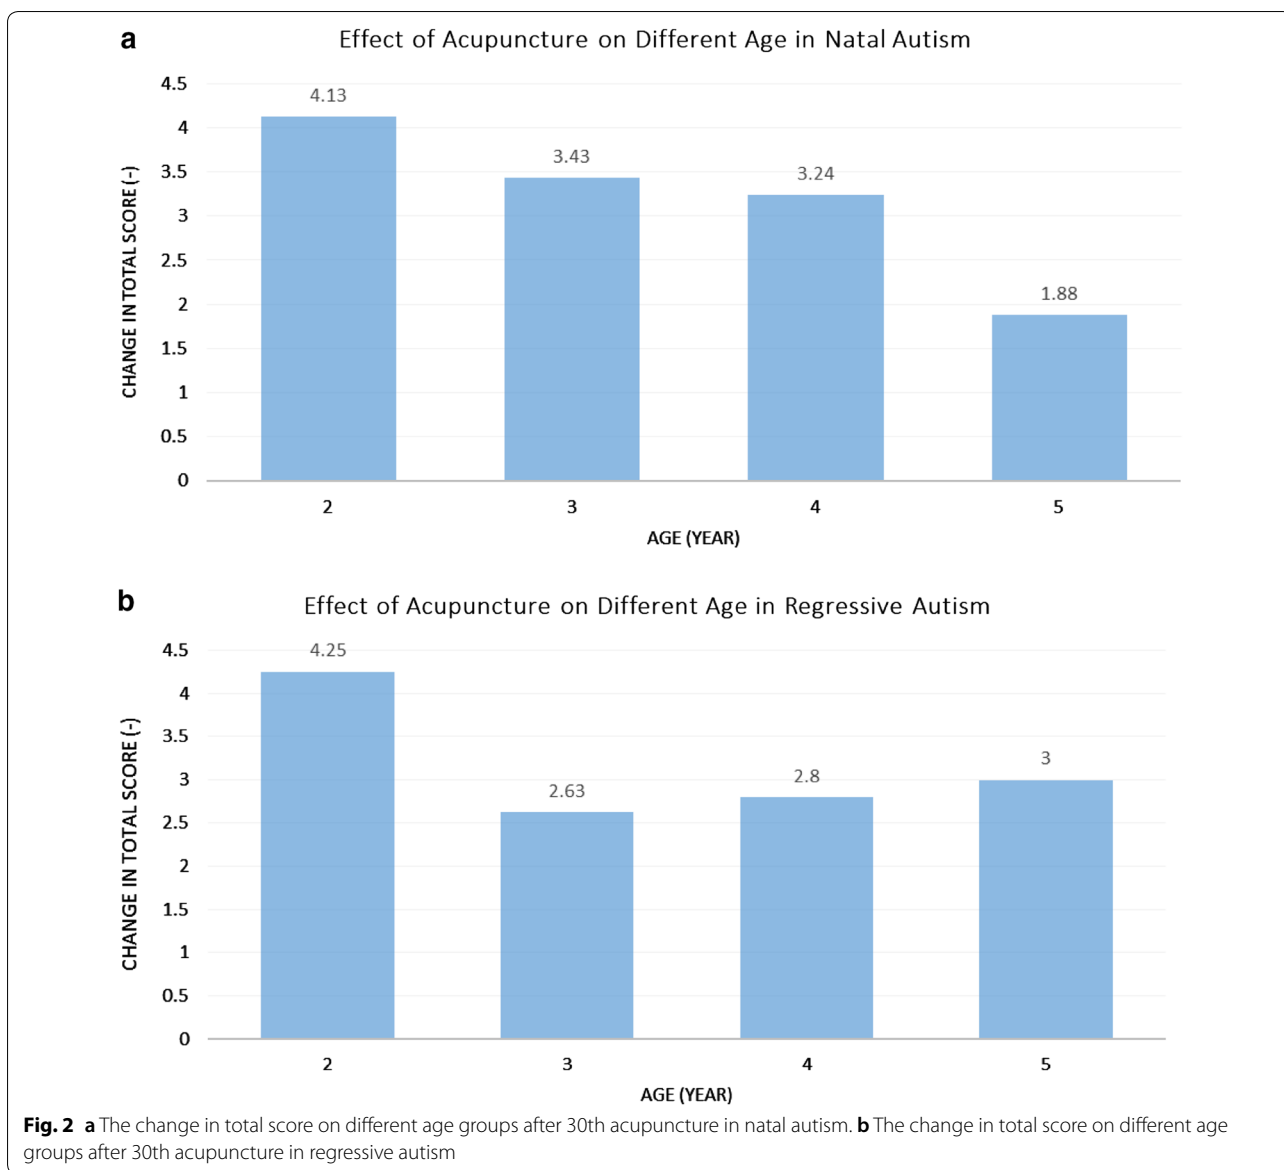 a
Effect of Acupuncture on Different Age in Natal Autism
CHANGE IN TOTAL SCORE (-)
4.5
4
3.5
3
2.5
2
1.5
1
0.5
0
4.13
3.43
3.24
1.88
2 3 4 5
AGE (YEAR)
b
Effect of Acupuncture on Different Age in Regressive Autism
CHANGE IN TOTAL SCORE (-)
4.5
4
3.5
3
2.5
2
1.5
1
0.5
0
4.25
2.63
2.8
3
2 3 4 5
AGE (YEAR)
Fig. 2 a The change in total score on different age groups after 30th acupuncture in natal autism. b The change in total score on different age
groups after 30th acupuncture in regressive autism